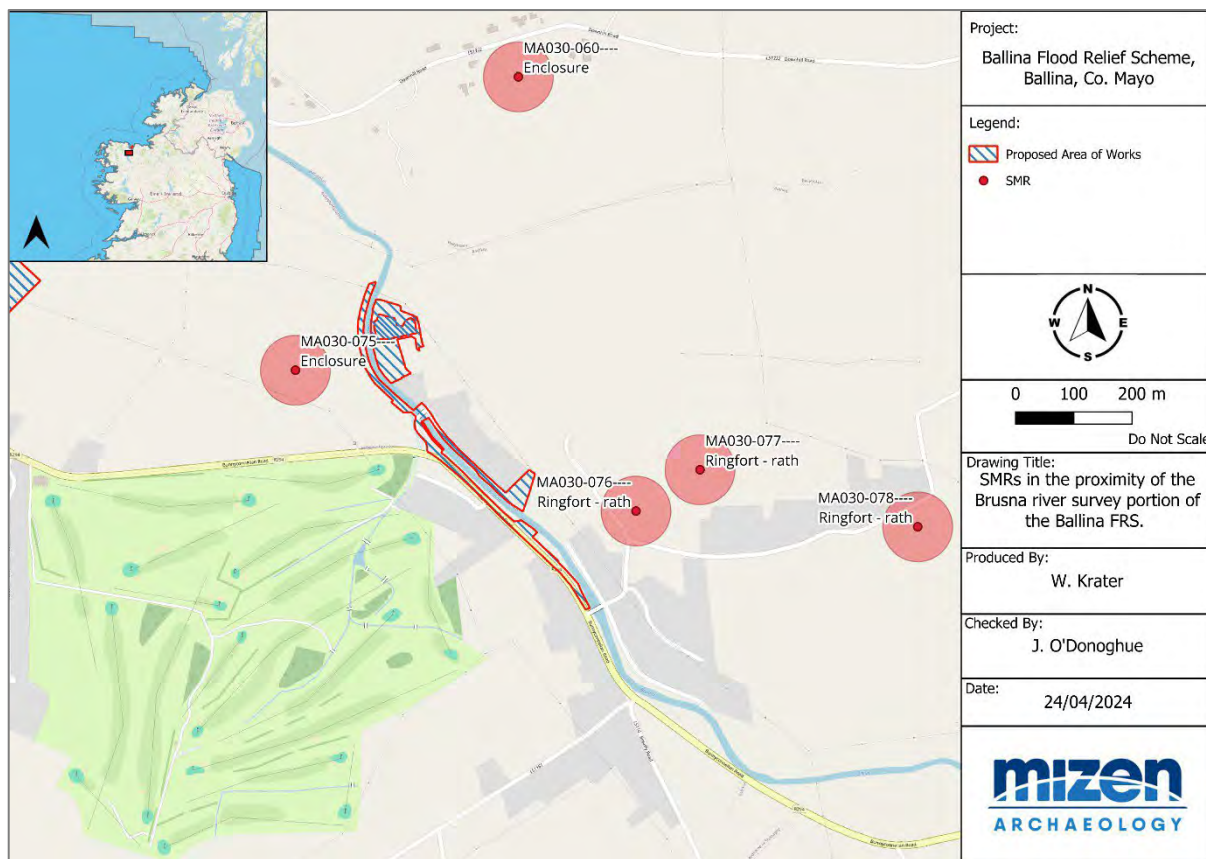 MA030-060----
Enclosure
MA030-075----
Enclosure
MA030-077----
Ringfort - rath
MA030-076----
Ringfort - rath
MA030-078----
Ringfort - rath
Project:
Ballina Flood Relief Scheme,
Ballina, Co. Mayo
Legend:
Proposed Area of Works
SMR
N
W
E
S
0 100 200 m
Do Not Scale
Drawing Title:
SMRs in the proximity of the
Brusna river survey portion of
the Ballina FRS.
Produced By:
W. Krater
Checked By:
J. O'Donoghue
Date:
24/04/2024
mizen
ARCHAEOLOGY